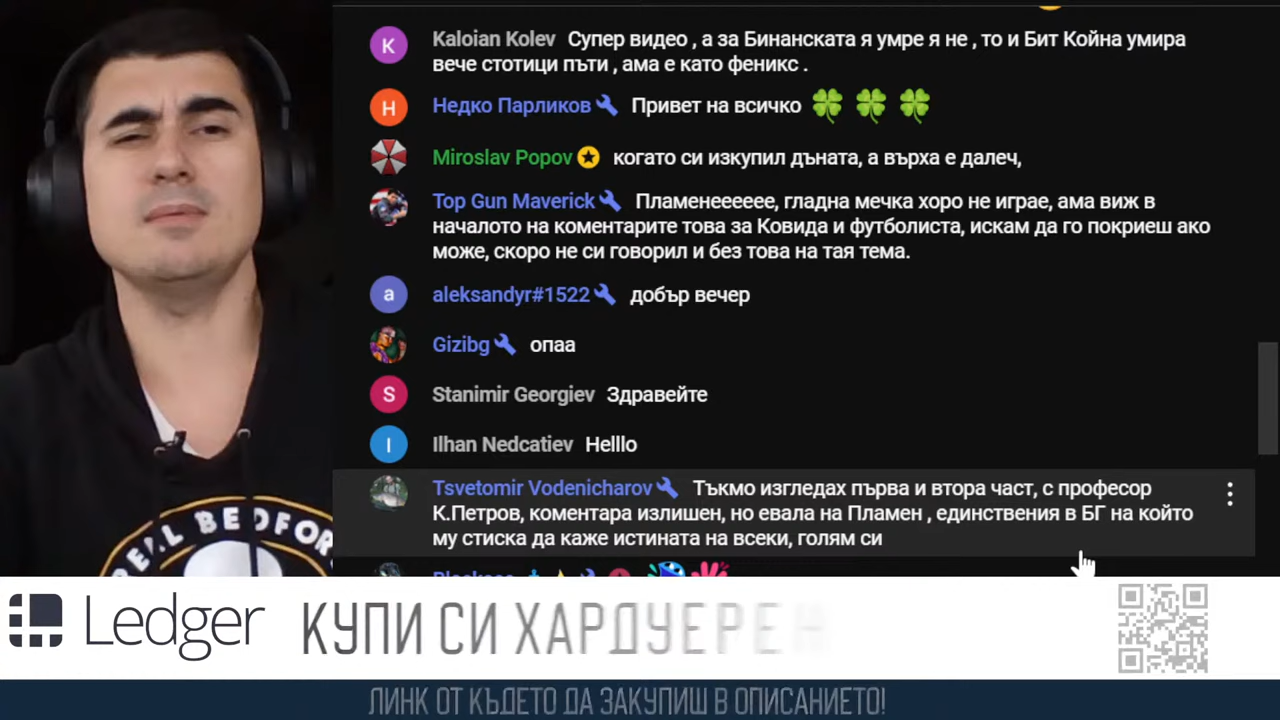 Kaloian Kolev Супер видео , а за Бинанската я умре я не , то и Бит Койна умира
вече стотици пъти , ама е като феникс .
Недко Парликов Привет на всичко
Miroslav Popov когато си изкупил дъната, а върха е далеч,
Top Gun Maverick Пламенееееее, гладна мечка хоро не играе, ама виж в
началото на коментарите това за Ковида и футболиста, искам да го покриеш ако
може, скоро не си говорил и без това на тая тема.
aleksandyr#1522 добър вечер
Gizibg опаа
Stanimir Georgiev Здравейте
Ilhan Nedcatiev Helllo
Tsvetomir Vodenicharov Тъкмо изгледах първа и втора част, с професор
К.Петров, коментара излишен, но евала на Пламен , единствения в БГ на който
му стиска да каже истината на всеки, голям си
REAL BEDFOR
Ledger КУПИ СИ ХАРДУЕРЕН
ЛИНК ОТ КЪДЕТО ДА ЗАКУПИШ В ОПИСАНИЕТО!